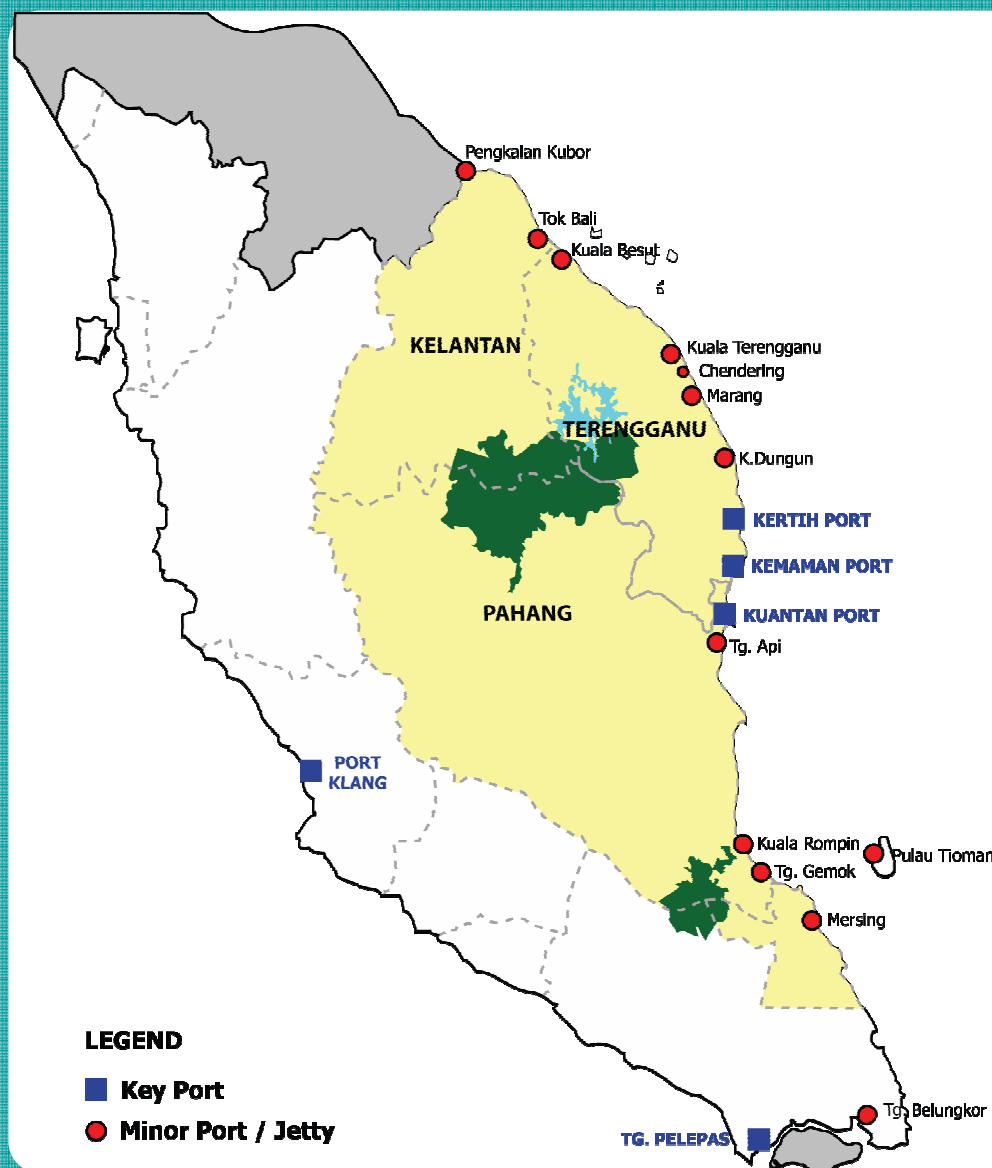 Pengkalan Kubor
Tok Bali
Kuala Besut
KELANTAN
Kuala Terengganu
Chendering
Marang
TERENGGANU
K.Dungun
KERTIH PORT
KEMAMAN PORT
PAHANG
KUANTAN PORT
Tg. Api
PORT
KLANG
Kuala Rompin
Pulau Tioman
Tg. Gemok
Mersing
LEGEND
Key Port
Minor Port / Jetty
Tg. Belungkor
TG. PELEPAS